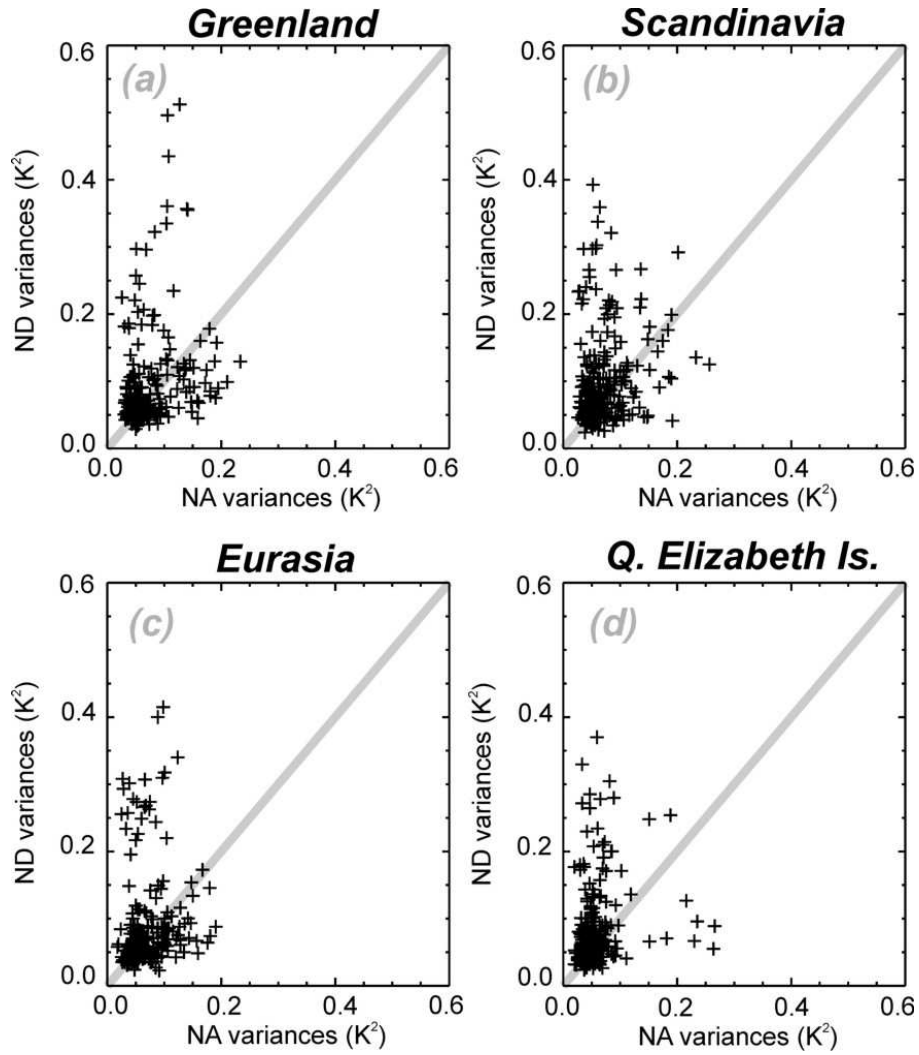 Greenland
(a)
ND variances (K²)
0.6
0.4
0.2
0.0
0.0 0.2 0.4 0.6
NA variances (K²)
Scandinavia
(b)
ND variances (K²)
0.6
0.4
0.2
0.0
0.0 0.2 0.4 0.6
NA variances (K²)
Eurasia
(c)
ND variances (K²)
0.6
0.4
0.2
0.0
0.0 0.2 0.4 0.6
NA variances (K²)
Q. Elizabeth Is.
(d)
ND variances (K²)
0.6
0.4
0.2
0.0
0.0 0.2 0.4 0.6
NA variances (K²)